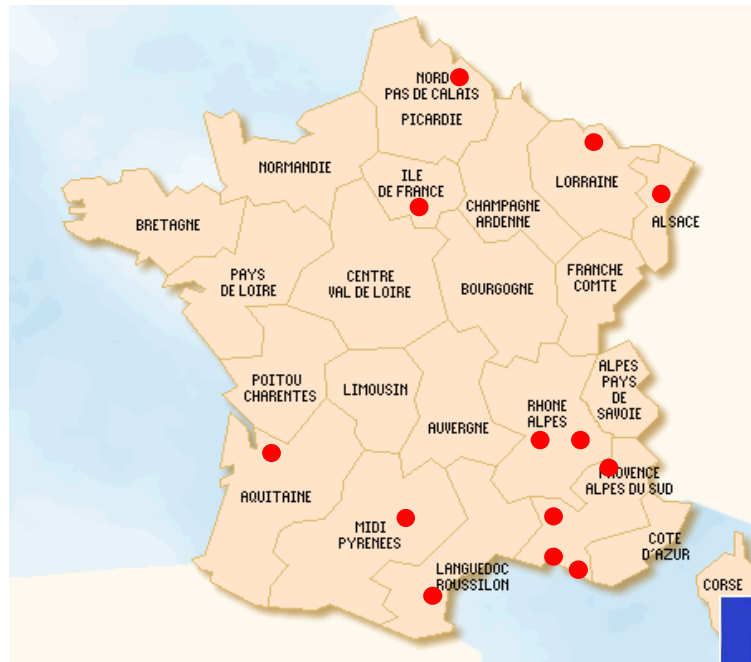 NORD
PAS DE CALAIS
PICARDIE
NORMANDIE
ILE
DE FRANCE
LORRAINE
CHAMPAGNE
ARDENNE
ALSACE
BRETAGNE
PAYS
DE LOIRE
CENTRE
VAL DE LOIRE
BOURGOGNE
FRANCHE
COMTE
POITOU
CHARENTES
LIMOUSIN
AUVERGNE
RHONE
ALPES
ALPES
PAYS
DE
SAVOIE
AQUITAINE
MIDI
PYRENEES
PROVENCE
ALPES DU SUD
COTE
D'AZUR
LANGUEDOC
ROUSSILON
CORSE